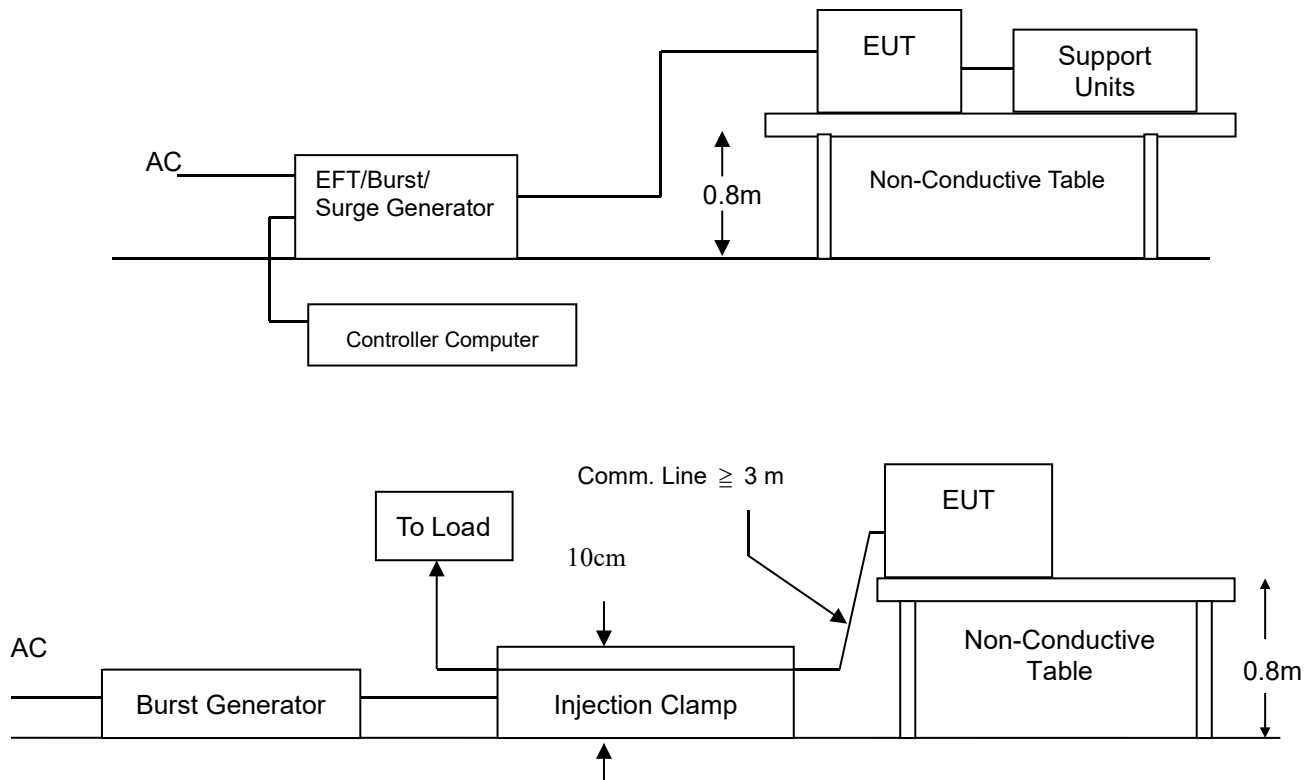 EUT
Support
Units
AC
EFT/Burst/
Surge Generator
0.8m
Non-Conductive Table
Controller Computer
Comm. Line ≧ 3 m
EUT
To Load
10cm
AC
Non-Conductive
Table
0.8m
Burst Generator
Injection Clamp